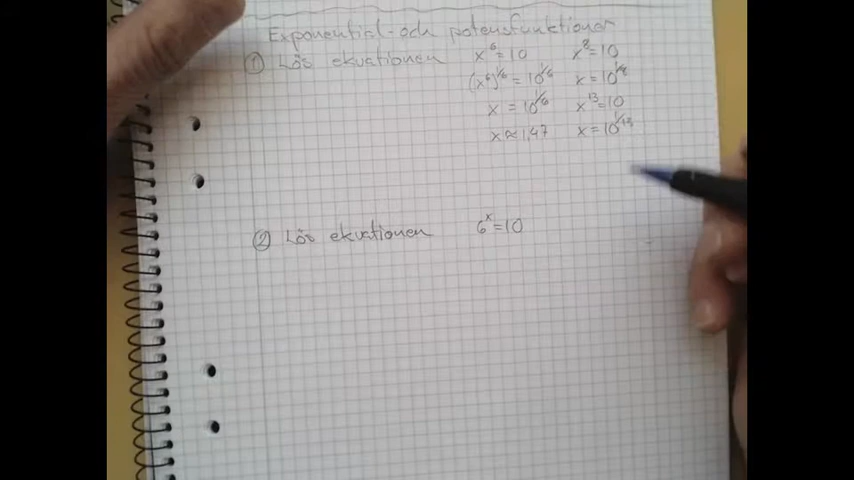 Exponential- och potensfunktioner
① Lös ekvationen x⁶=10 x⁸=10
(x⁶)^1/6 = 10^1/6 x = 10^1/8
x = 10^1/6 x¹³=10
x ≈ 1,47 x = 10^1/13
② Lös ekvationen 6^x=10